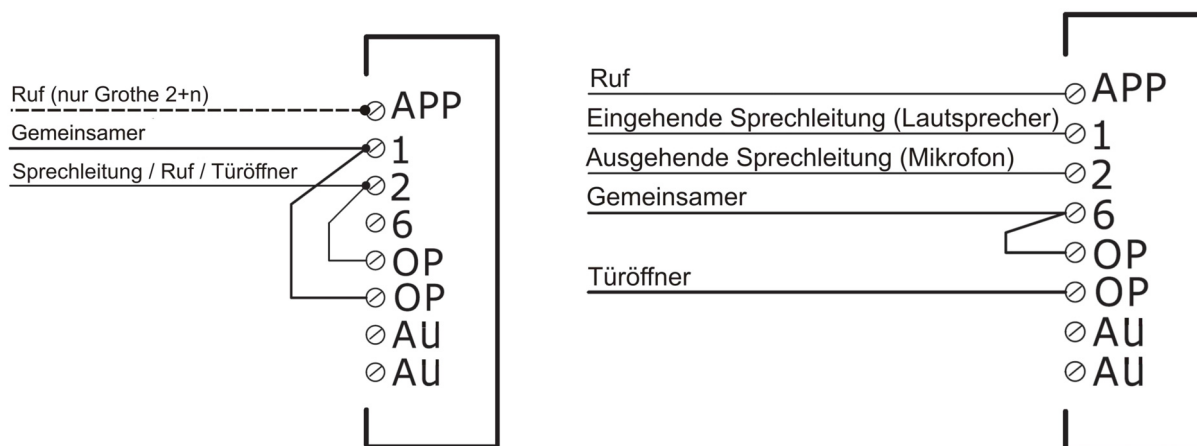 Ruf (nur Grothe 2+n)
APP
Gemeinsamer
1
Sprechleitung / Ruf / Türöffner
2
6
OP
OP
AU
AU
Ruf
APP
Eingehende Sprechleitung (Lautsprecher)
1
Ausgehende Sprechleitung (Mikrofon)
2
Gemeinsamer
6
OP
Türöffner
OP
AU
AU